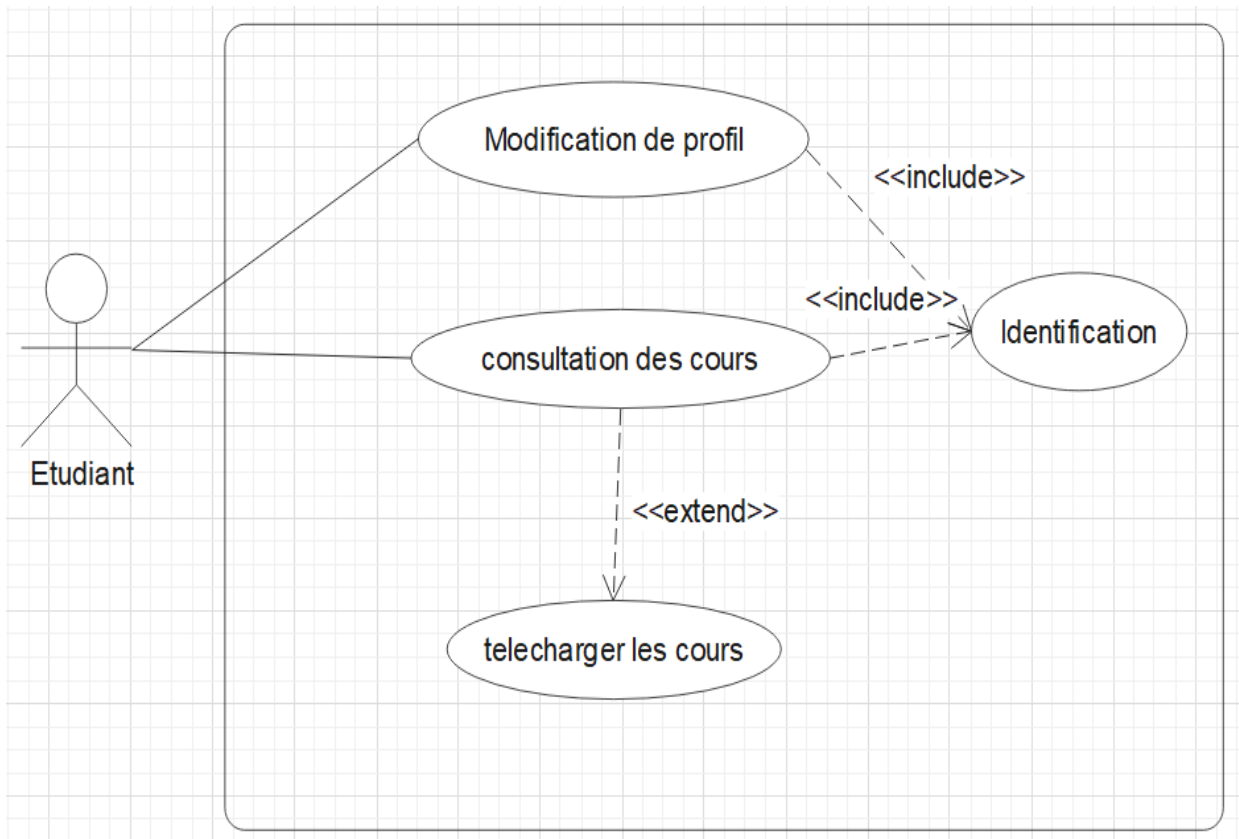 Modification de profil
<<include>>
<<include>>
Identification
consultation des cours
Etudiant
<<extend>>
telecharger les cours